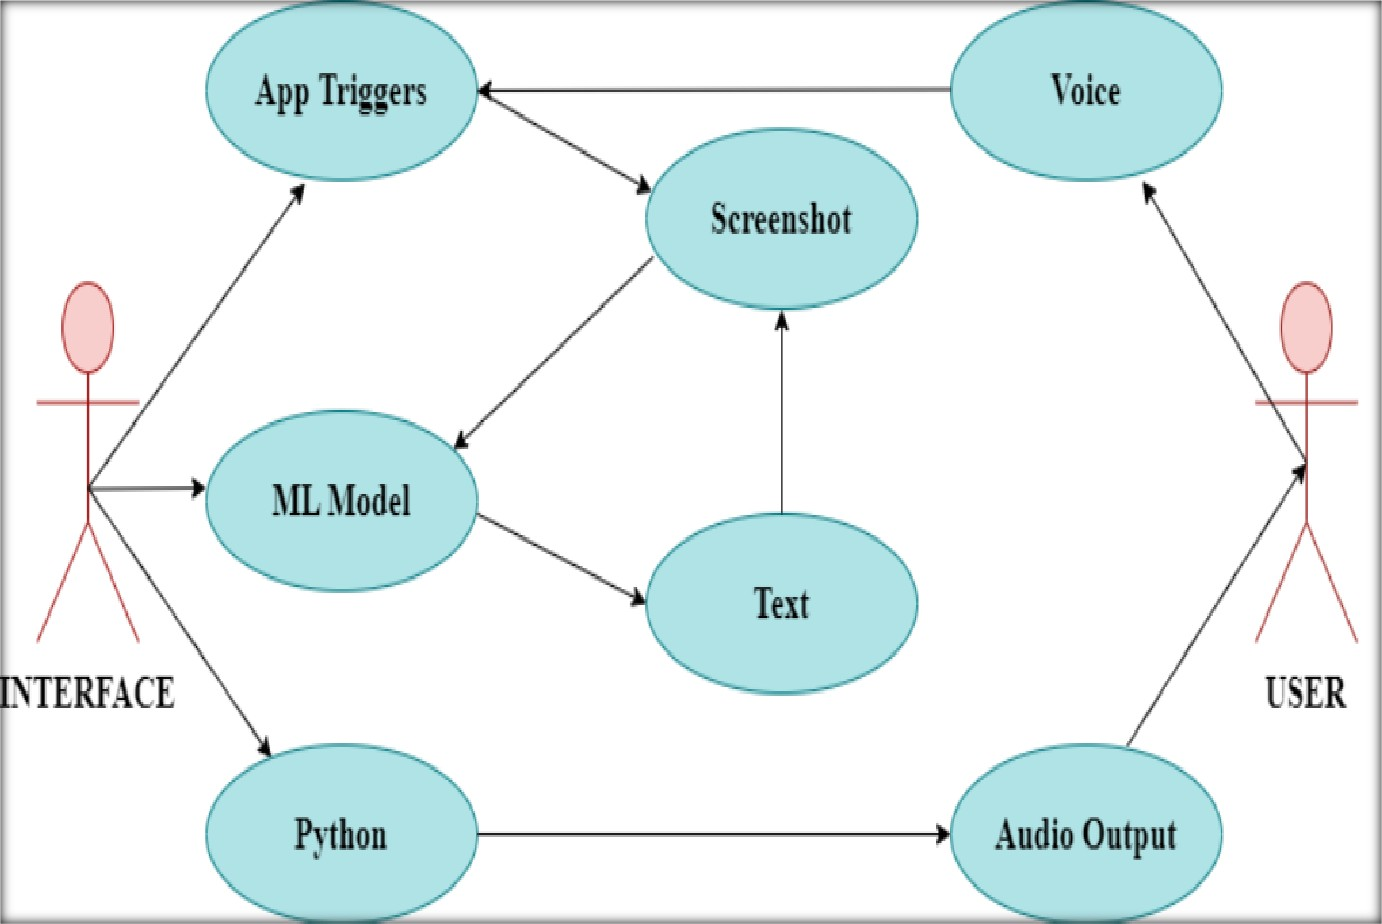 App Triggers
Voice
Screenshot
ML Model
Text
INTERFACE
USER
Python
Audio Output